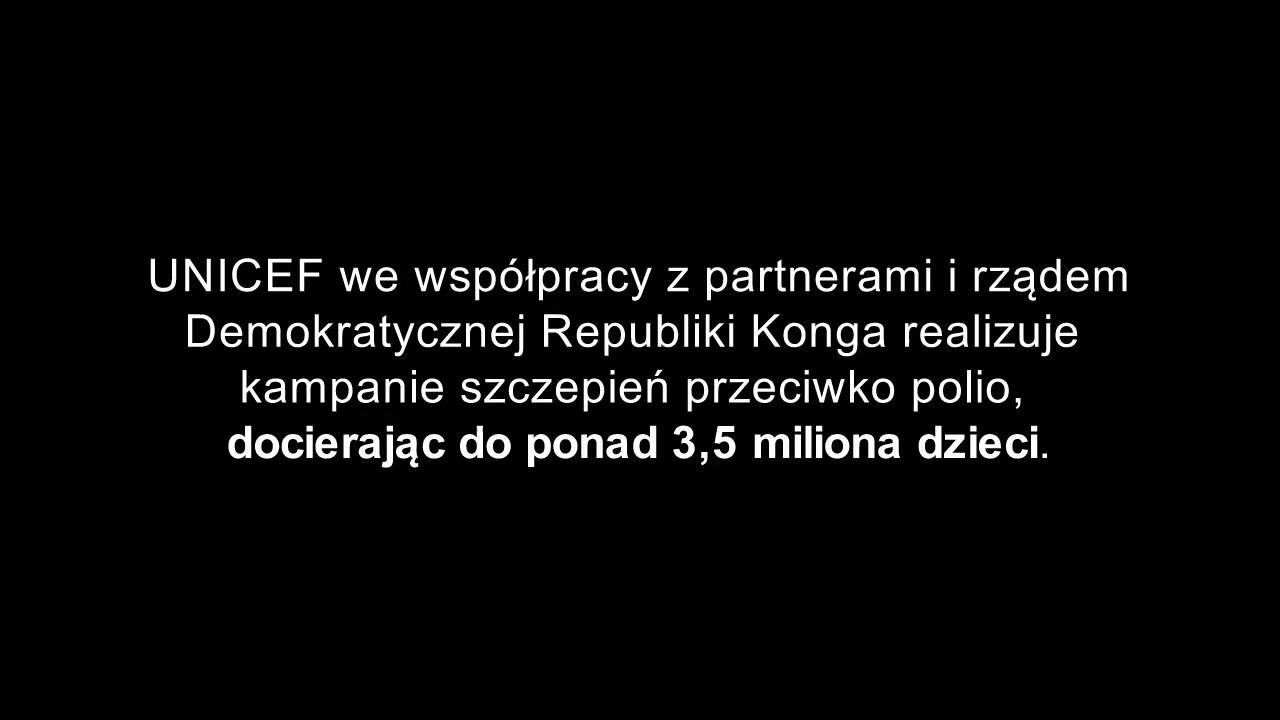 UNICEF we współpracy z partnerami i rządem
Demokratycznej Republiki Konga realizuje
kampanie szczepień przeciwko polio,
docierając do ponad 3,5 miliona dzieci.